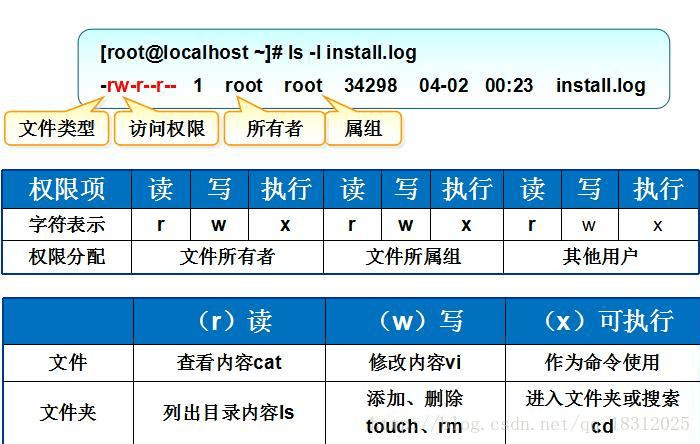 [root@localhost ~]# ls -l install.log
-rw-r--r-- 1 root root 34298 04-02 00:23 install.log
文件类型 访问权限 所有者 属组
权限项 读 写 执行 读 写 执行 读 写 执行
字符表示 r w x r w x r w x
权限分配 文件所有者 文件所属组 其他用户
（r）读 （w）写 （x）可执行
文件 查看内容cat 修改内容vi 作为命令使用
文件夹 列出目录内容ls 添加、删除 touch、rm 进入文件夹或搜索 cd